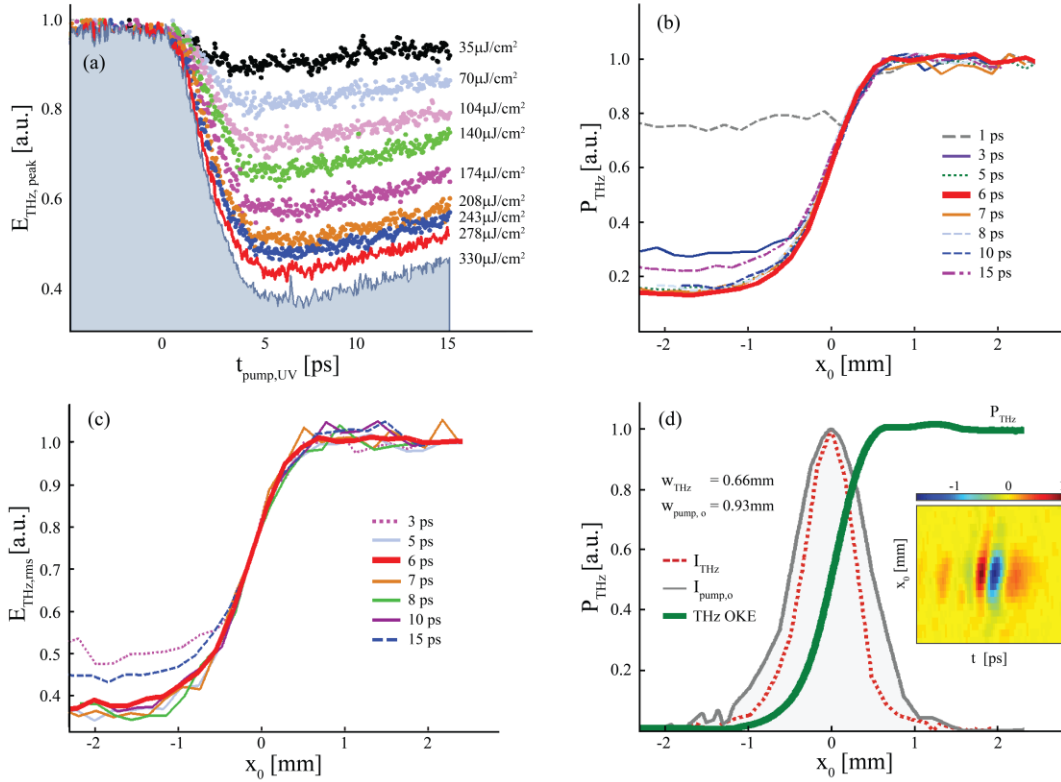 (a)
E_THz, peak [a.u.]
1.0
0.8
0.6
0.4
35μJ/cm²
70μJ/cm²
104μJ/cm²
140μJ/cm²
174μJ/cm²
208μJ/cm²
243μJ/cm²
278μJ/cm²
330μJ/cm²
0 5 10 15
t_pump,UV [ps]
(b)
P_THz [a.u.]
1.0
0.8
0.6
0.4
0.2
1 ps
3 ps
5 ps
6 ps
7 ps
8 ps
10 ps
15 ps
-2 -1 0 1 2
x_0 [mm]
(c)
E_THz,rms [a.u.]
1.0
0.9
0.8
0.7
0.6
0.5
0.4
0.3
3 ps
5 ps
6 ps
7 ps
8 ps
10 ps
15 ps
-2 -1 0 1 2
x_0 [mm]
(d)
P_THz
P_THz [a.u.]
1.0
0.8
0.6
0.4
0.2
w_THz = 0.66mm
w_pump, o = 0.93mm
I_THz
I_pump,o
THz OKE
-1 0
x_0 [mm]
t [ps]
-2 -1 0 1 2
x_0 [mm]